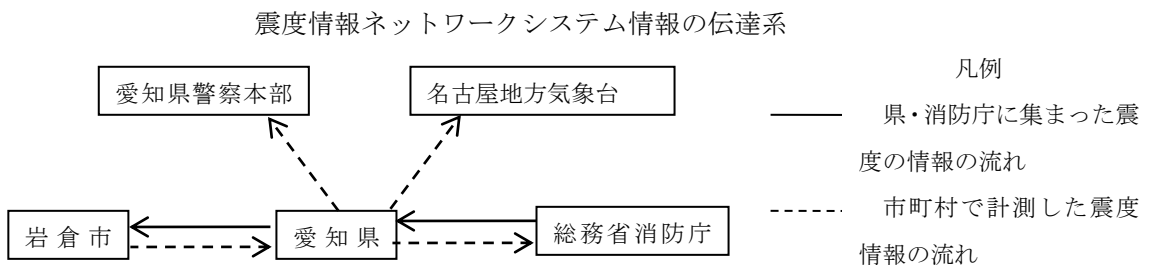 震度情報ネットワークシステム情報の伝達系
凡例
愛知県警察本部
名古屋地方気象台
県・消防庁に集まった震
度の情報の流れ
岩倉市
愛知県
総務省消防庁
市町村で計測した震度
情報の流れ